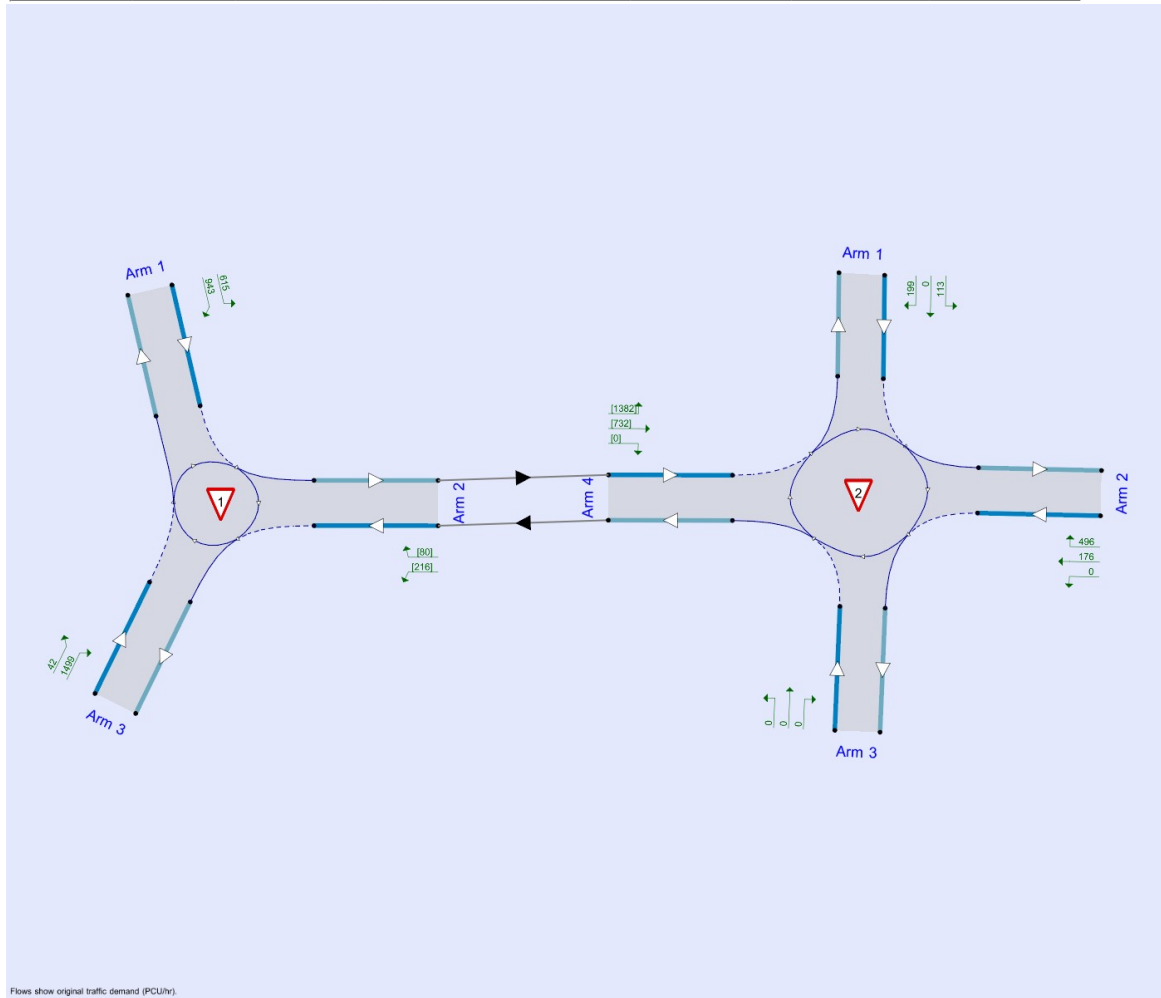 Arm 1
615
943
Arm 1
199
0
113
[1382]
[732]
[0]
Arm 2
Arm 4
1
2
Arm 2
[80]
[216]
496
176
0
42
1499
Arm 3
0
0
0
Arm 3
Flows show original traffic demand (PCU/hr).